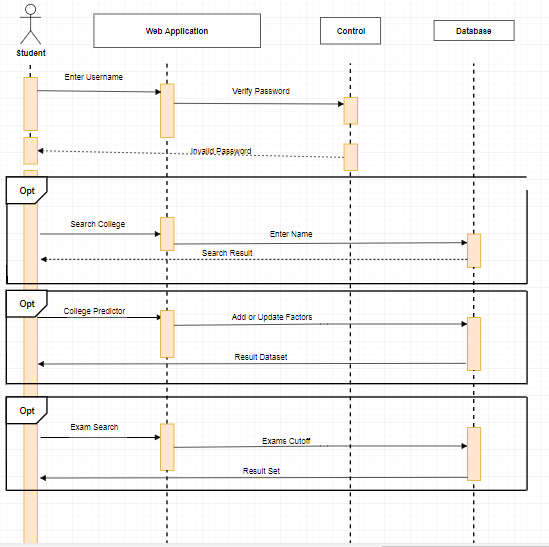 Web Application
Control
Database
Student
Enter Username
Verify Password
Invalid Password
Opt
Search College
Enter Name
Search Result
Opt
College Predictor
Add or Update Factors
Result Dataset
Opt
Exam Search
Exams Cutoff
Result Set